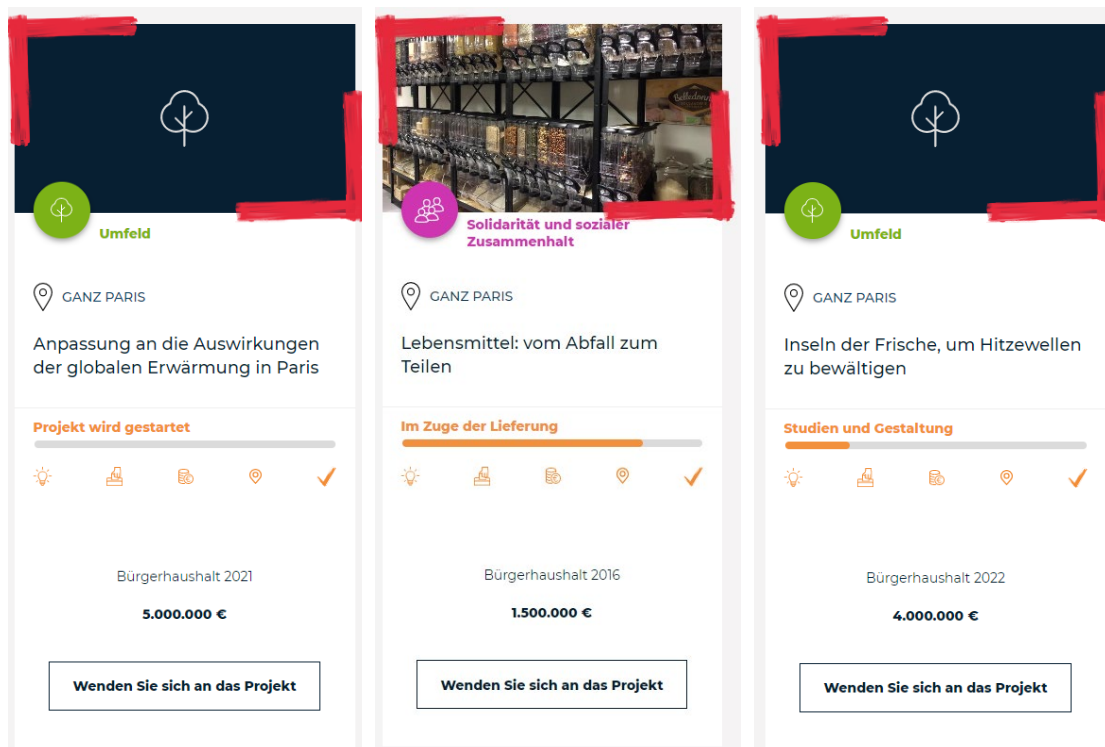 Umfeld
GANZ PARIS
Anpassung an die Auswirkungen
der globalen Erwärmung in Paris
Projekt wird gestartet
Bürgerhaushalt 2021
5.000.000 €
Wenden Sie sich an das Projekt
Belledonne
Solidarität und sozialer
Zusammenhalt
GANZ PARIS
Lebensmittel: vom Abfall zum
Teilen
Im Zuge der Lieferung
Bürgerhaushalt 2016
1.500.000 €
Wenden Sie sich an das Projekt
Umfeld
GANZ PARIS
Inseln der Frische, um Hitzewellen
zu bewältigen
Studien und Gestaltung
Bürgerhaushalt 2022
4.000.000 €
Wenden Sie sich an das Projekt